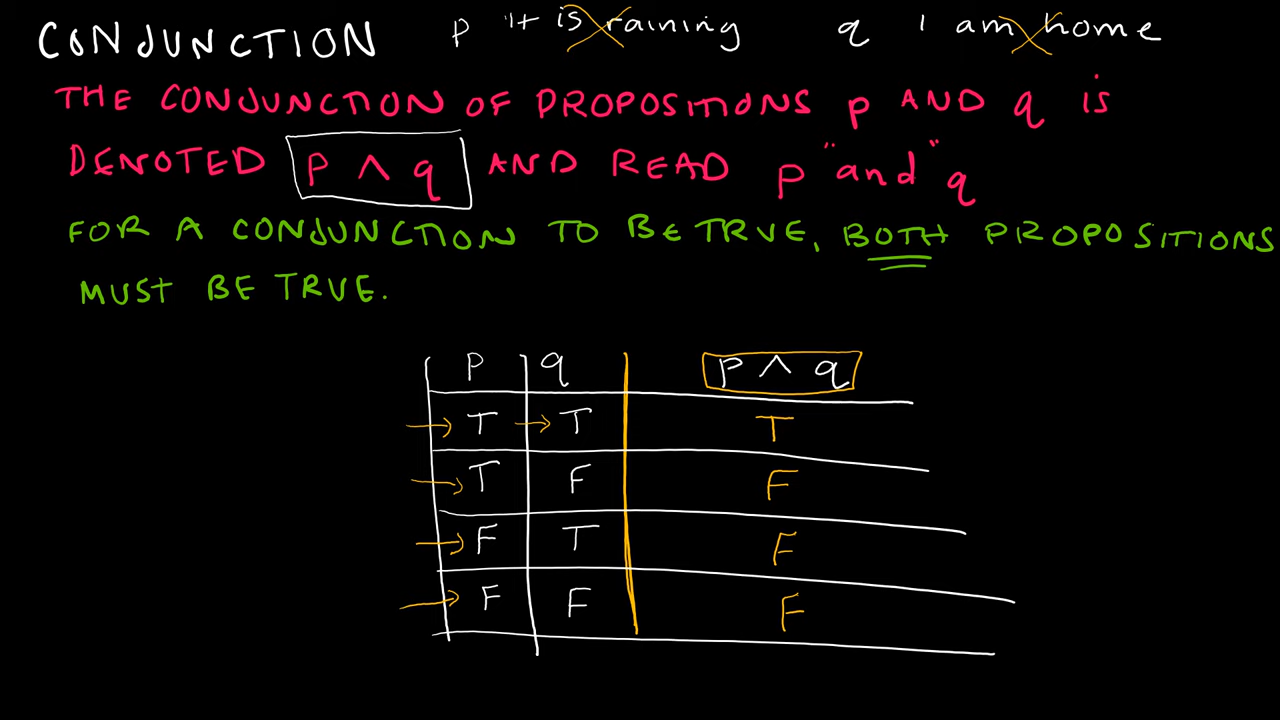 CONJUNCTION p It is raining q I am home
THE CONJUNCTION OF PROPOSITIONS p AND q is
DENOTED P ∧ q AND READ p "and" q
FOR A CONJUNCTION TO BE TRUE, BOTH PROPOSITIONS
MUST BE TRUE.
P q P ∧ q
T T T
T F F
F T F
F F F